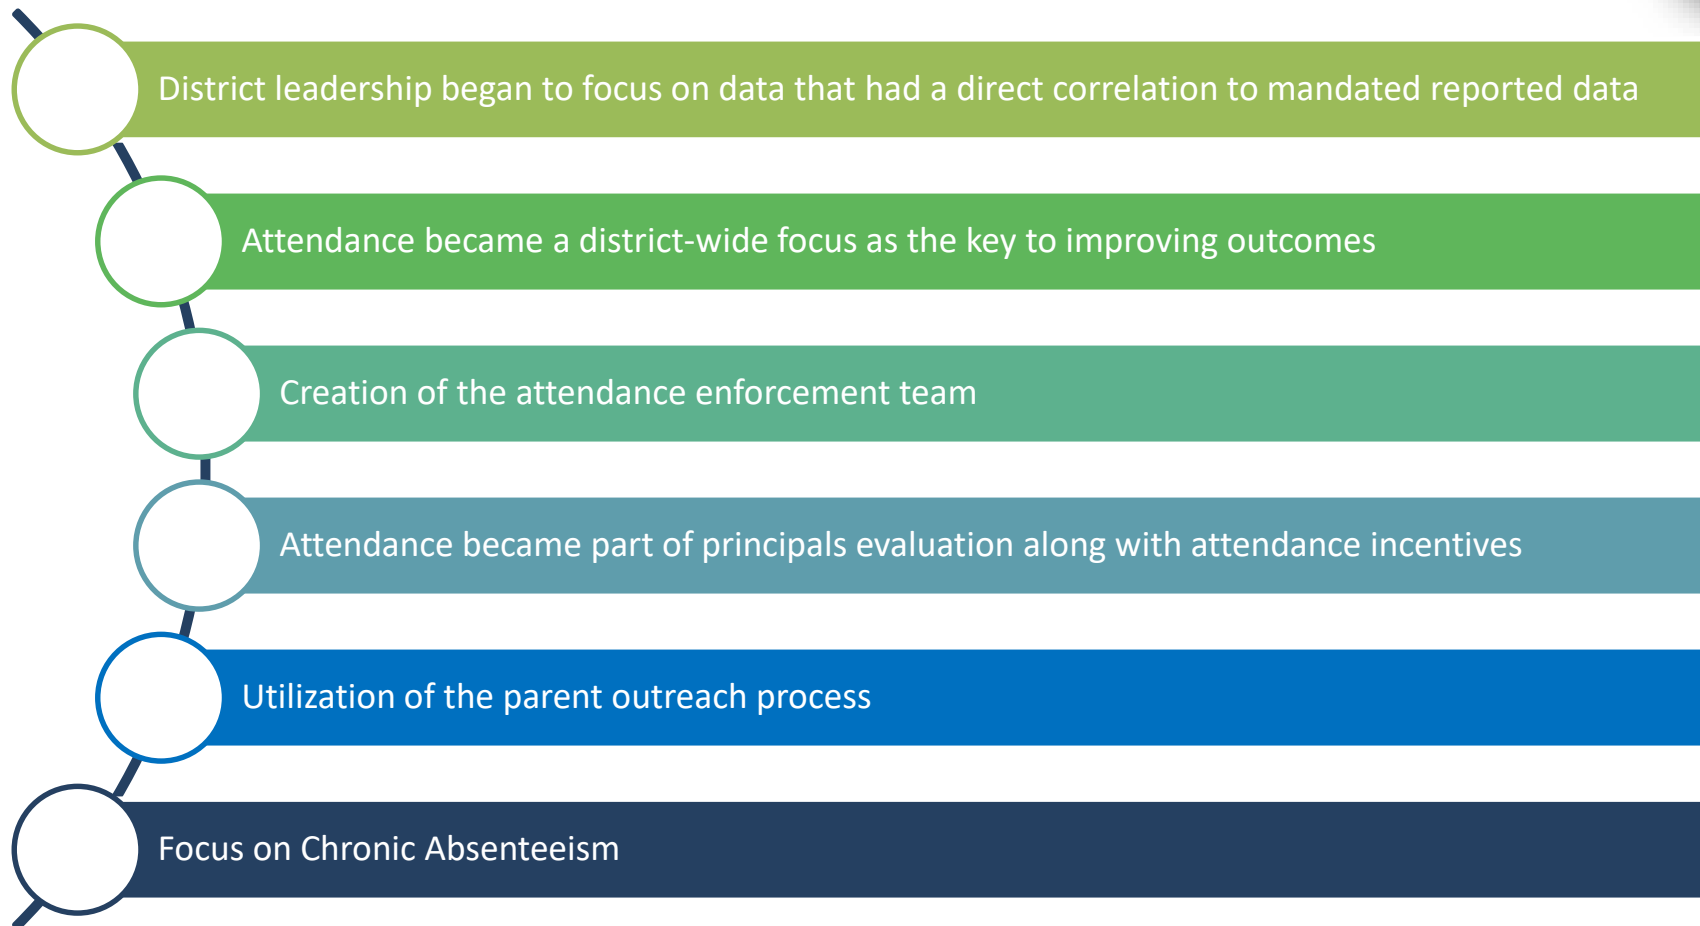 District leadership began to focus on data that had a direct correlation to mandated reported data
Attendance became a district-wide focus as the key to improving outcomes
Creation of the attendance enforcement team
Attendance became part of principals evaluation along with attendance incentives
Utilization of the parent outreach process
Focus on Chronic Absenteeism